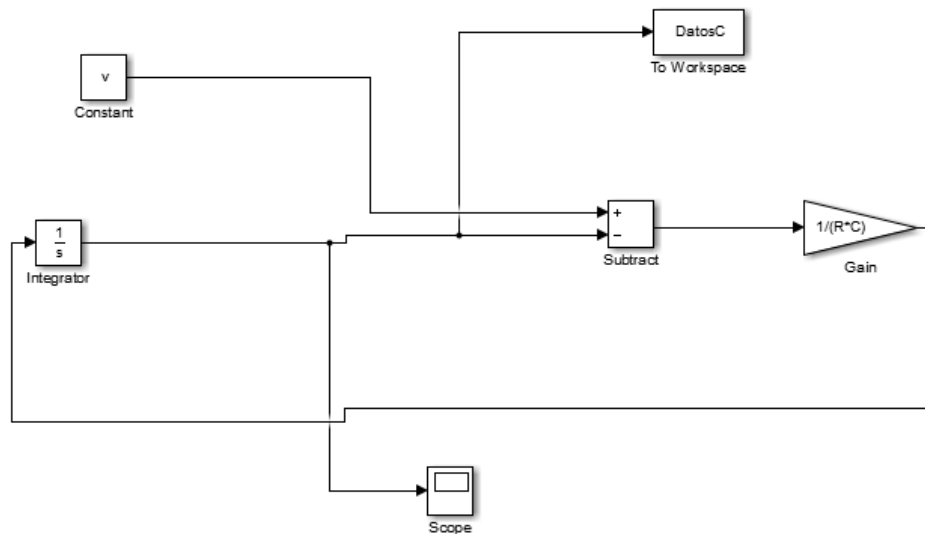 DatosC
To Workspace
v
Constant
+
−
Subtract
1/(R*C)
Gain
1
s
Integrator
Scope